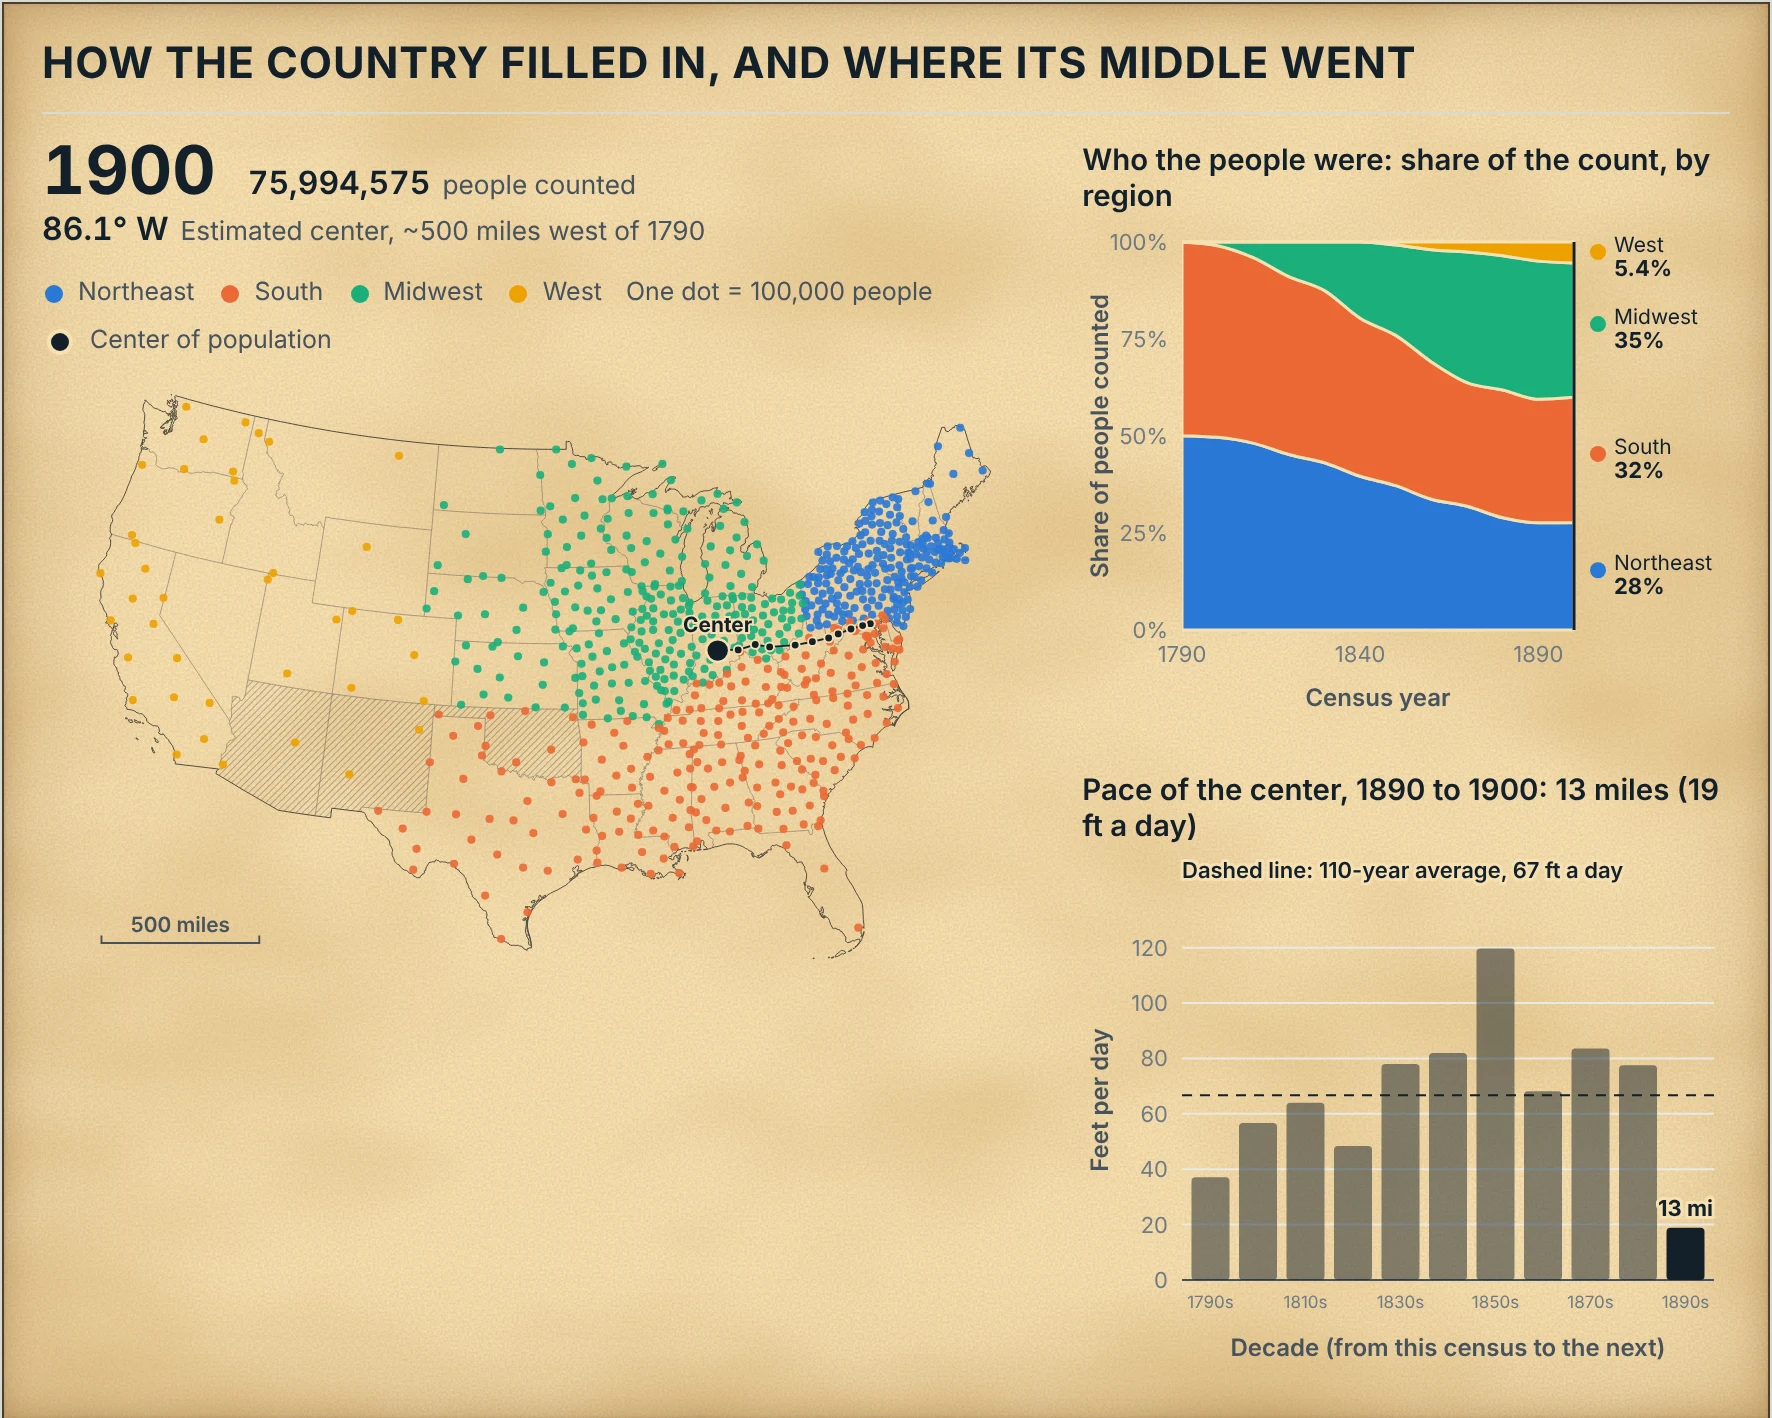 HOW THE COUNTRY FILLED IN, AND WHERE ITS MIDDLE WENT
1900 75,994,575 people counted
86.1° W Estimated center, ~500 miles west of 1790
Northeast South Midwest West One dot = 100,000 people
Center of population
Center
500 miles
Who the people were: share of the count, by
region
Share of people counted
100%
75%
50%
25%
0%
1790 1840 1890
Census year
West
5.4%
Midwest
35%
South
32%
Northeast
28%
Pace of the center, 1890 to 1900: 13 miles (19
ft a day)
Dashed line: 110-year average, 67 ft a day
Feet per day
120
100
80
60
40
20
0
13 mi
1790s 1810s 1830s 1850s 1870s 1890s
Decade (from this census to the next)